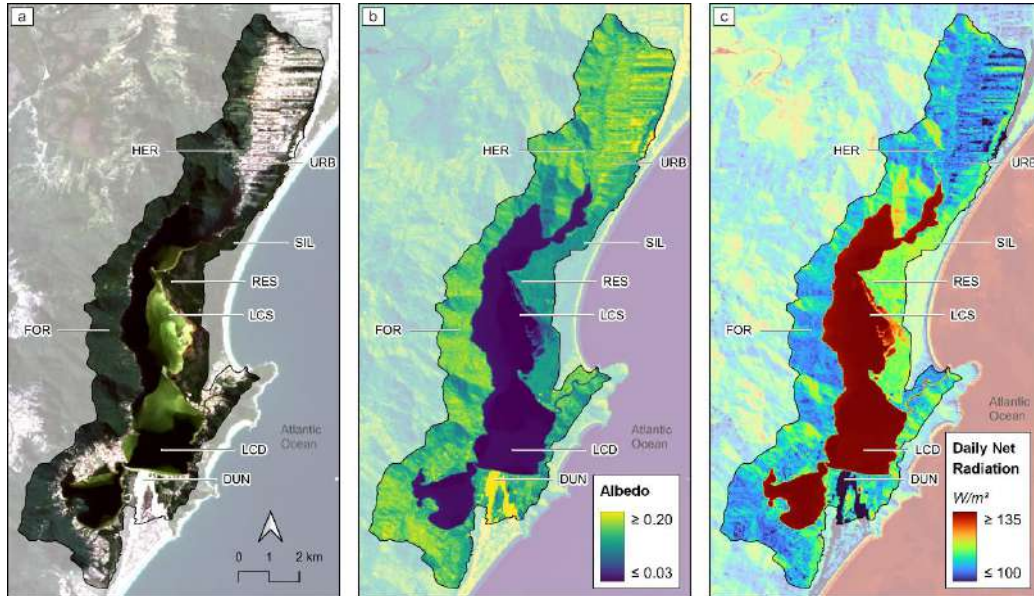 a
HER
URB
SIL
RES
LCS
FOR
Atlantic
Ocean
LCD
DUN
0 1 2 km
b
HER
URB
SIL
RES
LCS
FOR
Atlantic
Ocean
LCD
DUN
Albedo
≥ 0.20
≤ 0.03
c
HER
URB
SIL
RES
LCS
FOR
Atlantic
Ocean
LCD
DUN
Daily Net
Radiation
W/m²
≥ 135
≤ 100